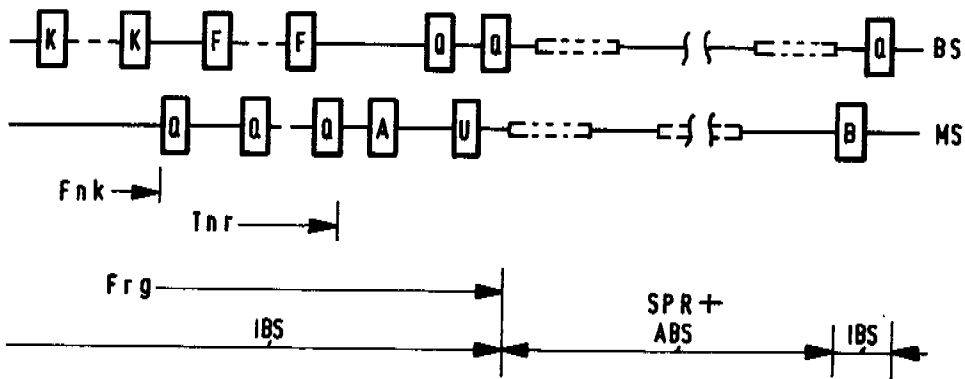 K K F F Q Q Q BS
Q Q Q A U B MS
Fnk
Tnr
Frg
SPR+
IBS ABS IBS